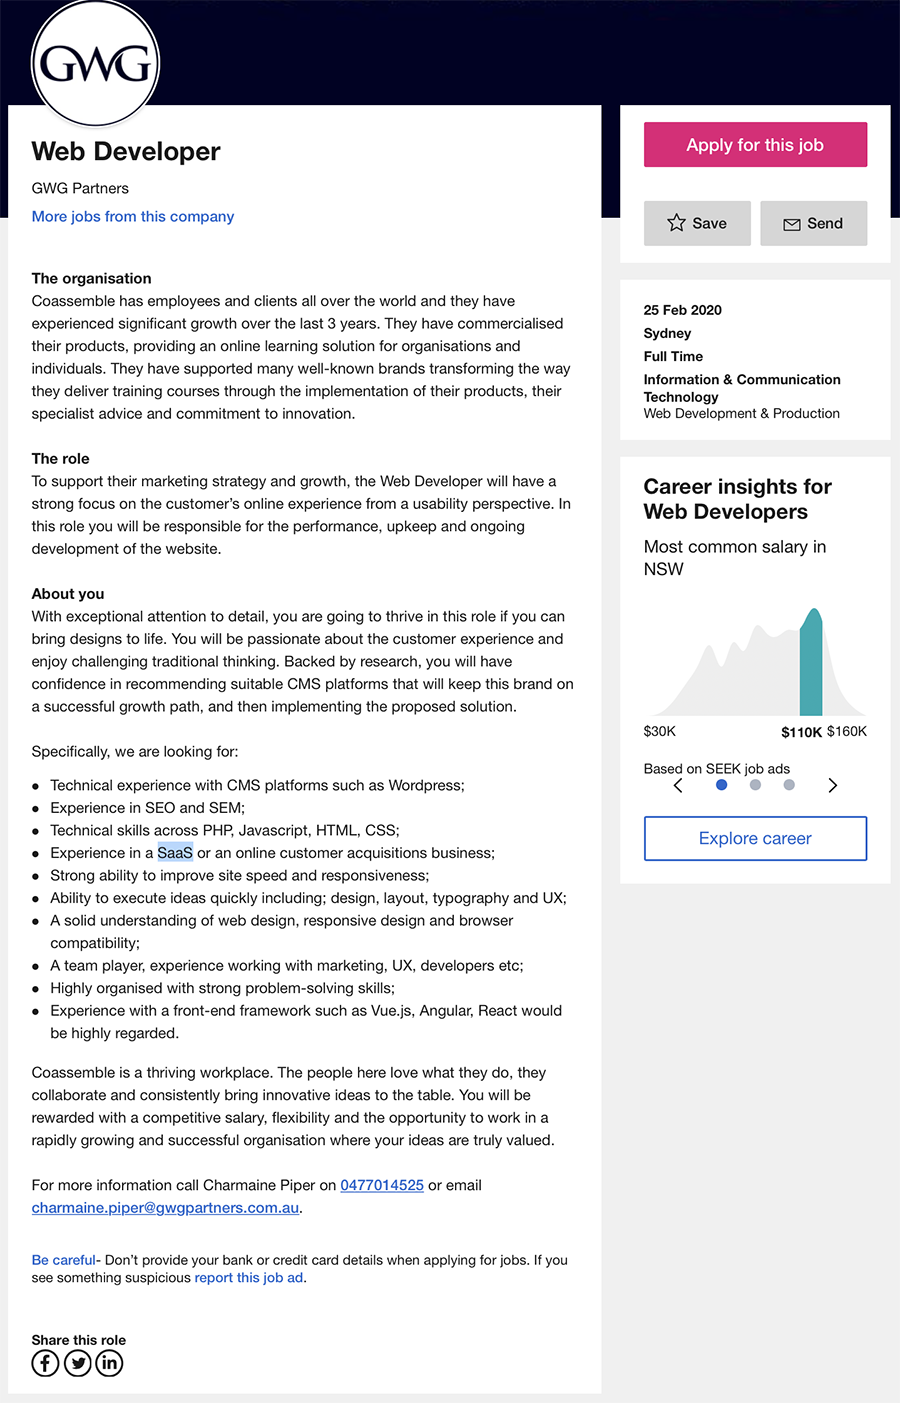 GWG
Web Developer
GWG Partners
More jobs from this company
The organisation
Coassemble has employees and clients all over the world and they have
experienced significant growth over the last 3 years. They have commercialised
their products, providing an online learning solution for organisations and
individuals. They have supported many well-known brands transforming the way
they deliver training courses through the implementation of their products, their
specialist advice and commitment to innovation.
The role
To support their marketing strategy and growth, the Web Developer will have a
strong focus on the customer's online experience from a usability perspective. In
this role you will be responsible for the performance, upkeep and ongoing
development of the website.
About you
With exceptional attention to detail, you are going to thrive in this role if you can
bring designs to life. You will be passionate about the customer experience and
enjoy challenging traditional thinking. Backed by research, you will have
confidence in recommending suitable CMS platforms that will keep this brand on
a successful growth path, and then implementing the proposed solution.
Specifically, we are looking for:
● Technical experience with CMS platforms such as Wordpress;
● Experience in SEO and SEM;
● Technical skills across PHP, Javascript, HTML, CSS;
● Experience in a SaaS or an online customer acquisitions business;
● Strong ability to improve site speed and responsiveness;
● Ability to execute ideas quickly including; design, layout, typography and UX;
● A solid understanding of web design, responsive design and browser
compatibility;
● A team player, experience working with marketing, UX, developers etc;
● Highly organised with strong problem-solving skills;
● Experience with a front-end framework such as Vue.js, Angular, React would
be highly regarded.
Coassemble is a thriving workplace. The people here love what they do, they
collaborate and consistently bring innovative ideas to the table. You will be
rewarded with a competitive salary, flexibility and the opportunity to work in a
rapidly growing and successful organisation where your ideas are truly valued.
For more information call Charmaine Piper on 0477014525 or email
charmaine.piper@gwgpartners.com.au.
Be careful- Don't provide your bank or credit card details when applying for jobs. If you
see something suspicious report this job ad.
Share this role
Apply for this job
Save
Send
25 Feb 2020
Sydney
Full Time
Information & Communication
Technology
Web Development & Production
Career insights for
Web Developers
Most common salary in
NSW
$30K $110K $160K
Based on SEEK job ads
Explore career